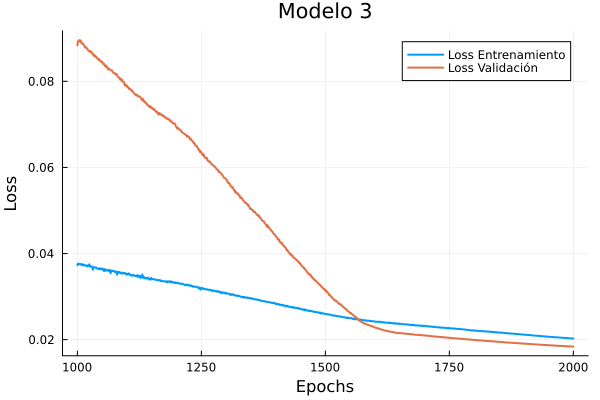 Modelo 3
Loss Entrenamiento
Loss Validación
0.08
0.06
0.04
0.02
Loss
1000
1250
1500
1750
2000
Epochs